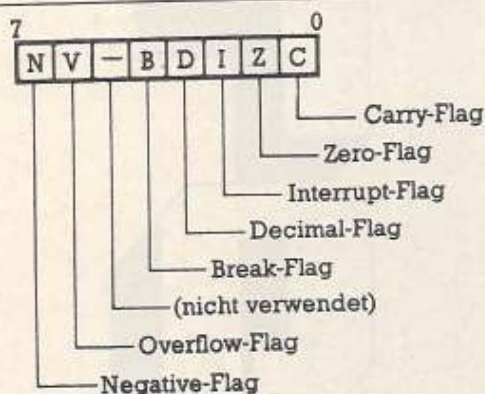 7 0
N V — B D I Z C
Carry-Flag
Zero-Flag
Interrupt-Flag
Decimal-Flag
Break-Flag
(nicht verwendet)
Overflow-Flag
Negative-Flag